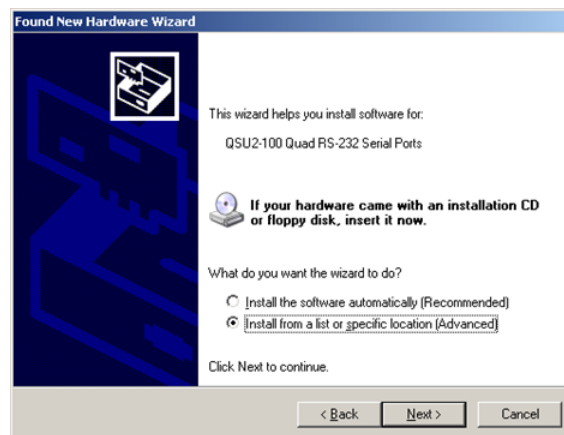 Found New Hardware Wizard
This wizard helps you install software for:
QSU2-100 Quad RS-232 Serial Ports
If your hardware came with an installation CD
or floppy disk, insert it now.
What do you want the wizard to do?
Install the software automatically (Recommended)
Install from a list or specific location (Advanced)
Click Next to continue.
< Back Next > Cancel